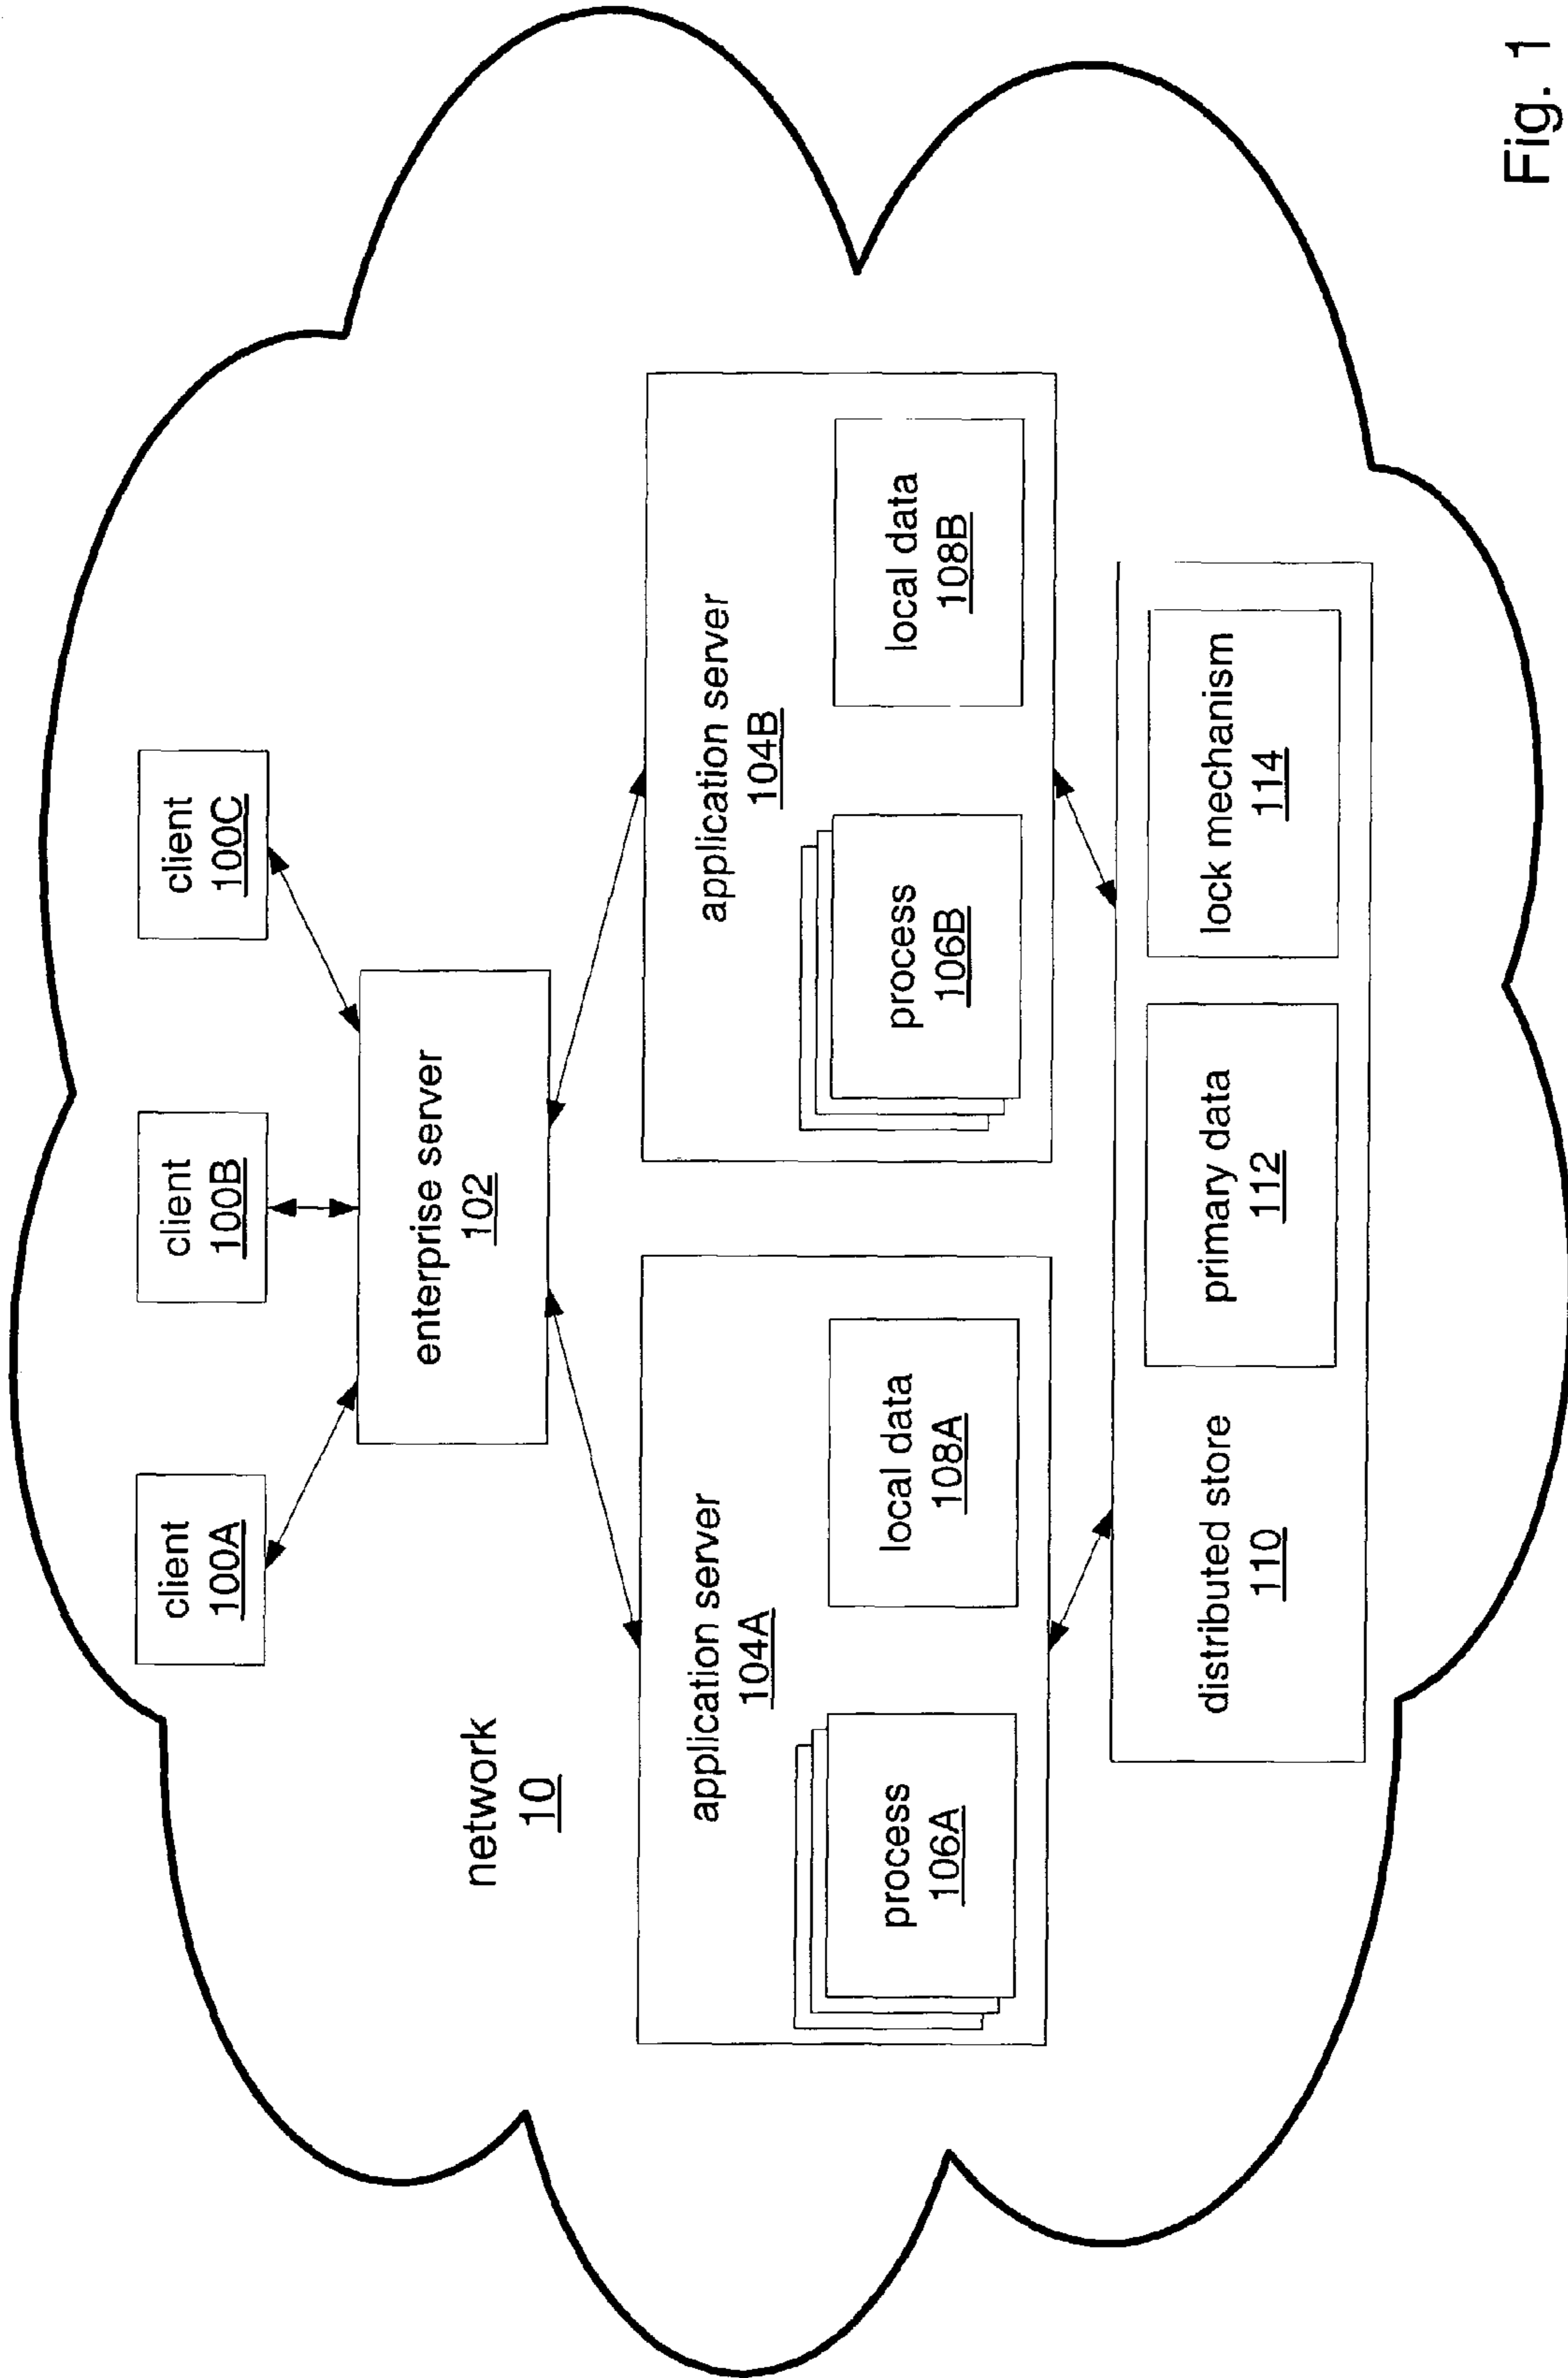 client
100A
client
100B
client
100C
network
10
enterprise server
102
application server
104A
process
106A
local data
108A
application server
104B
process
106B
local data
108B
distributed store
110
primary data
112
lock mechanism
114
Fig. 1